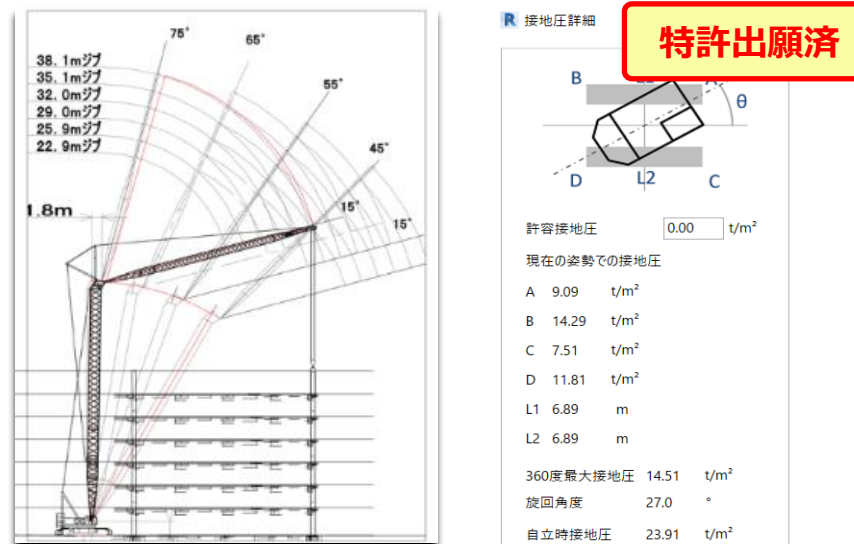 75°
65°
38.1mジブ
35.1mジブ
32.0mジブ
29.0mジブ
25.9mジブ
22.9mジブ
55°
45°
1.8m
15°
15°
R 接地圧詳細
特許出願済
B
θ
D
L2
C
許容接地圧 0.00 t/m²
現在の姿勢での接地圧
A 9.09 t/m²
B 14.29 t/m²
C 7.51 t/m²
D 11.81 t/m²
L1 6.89 m
L2 6.89 m
360度最大接地圧 14.51 t/m²
旋回角度 27.0 °
自立時接地圧 23.91 t/m²